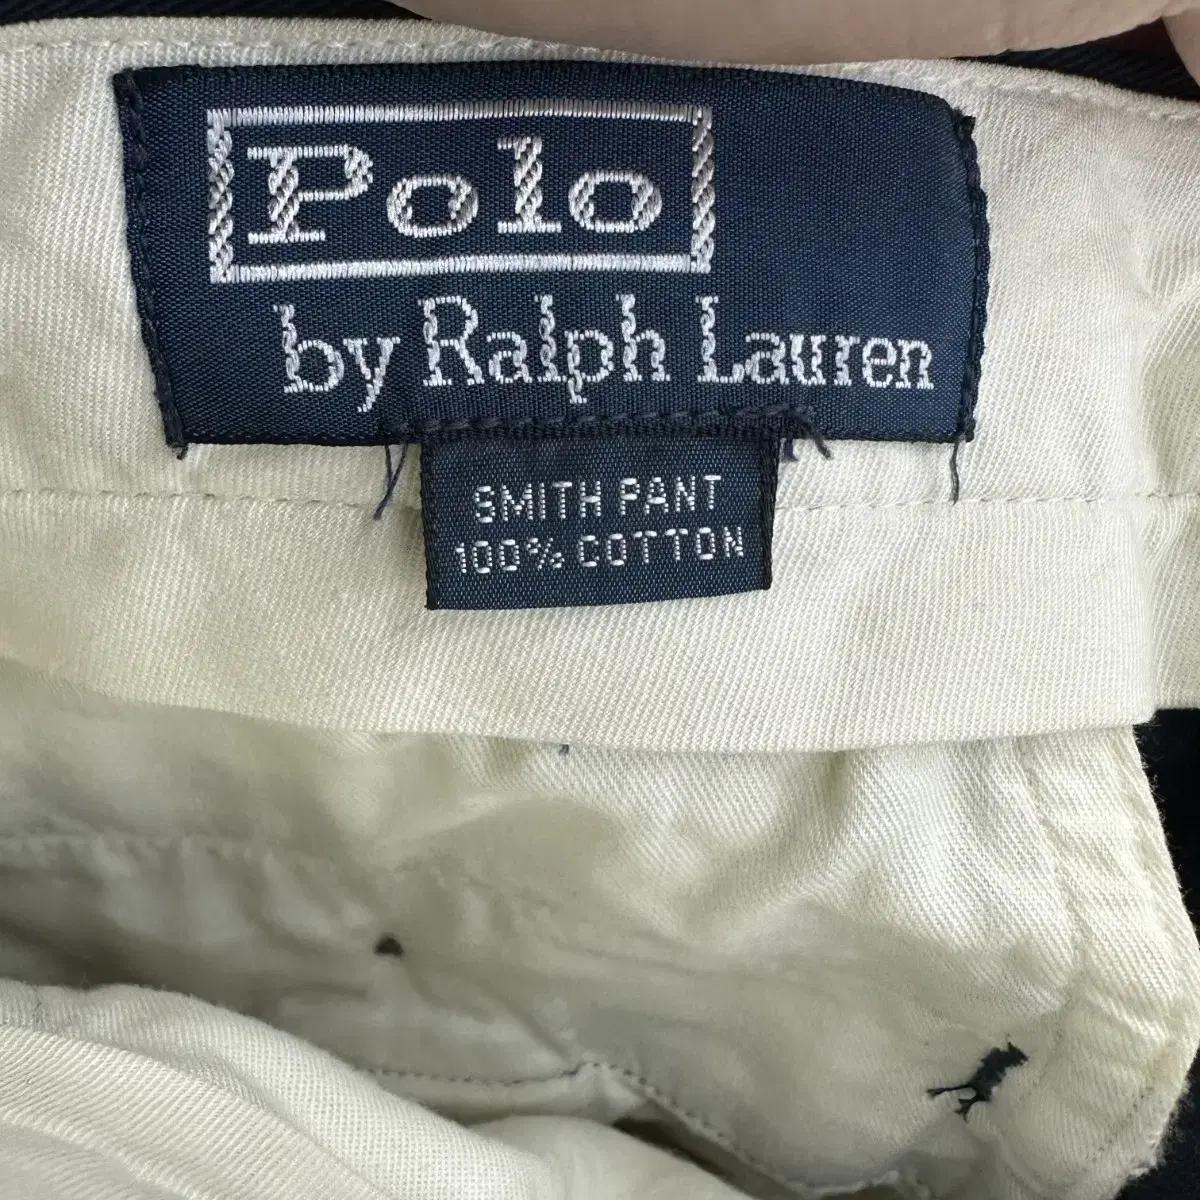 Polo
by Ralph Lauren
SMITH PANT
100% COTTON